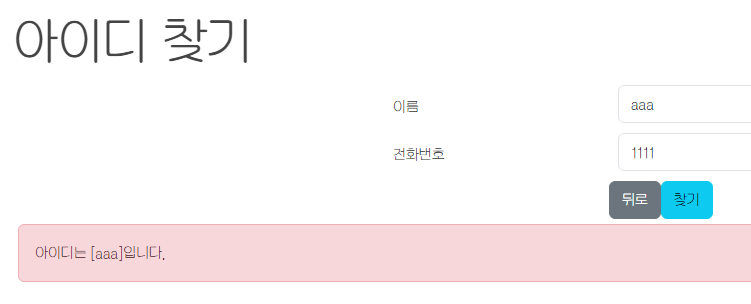 아이디 찾기
이름 aaa
전화번호 1111
뒤로 찾기
아이디는 [aaa]입니다.